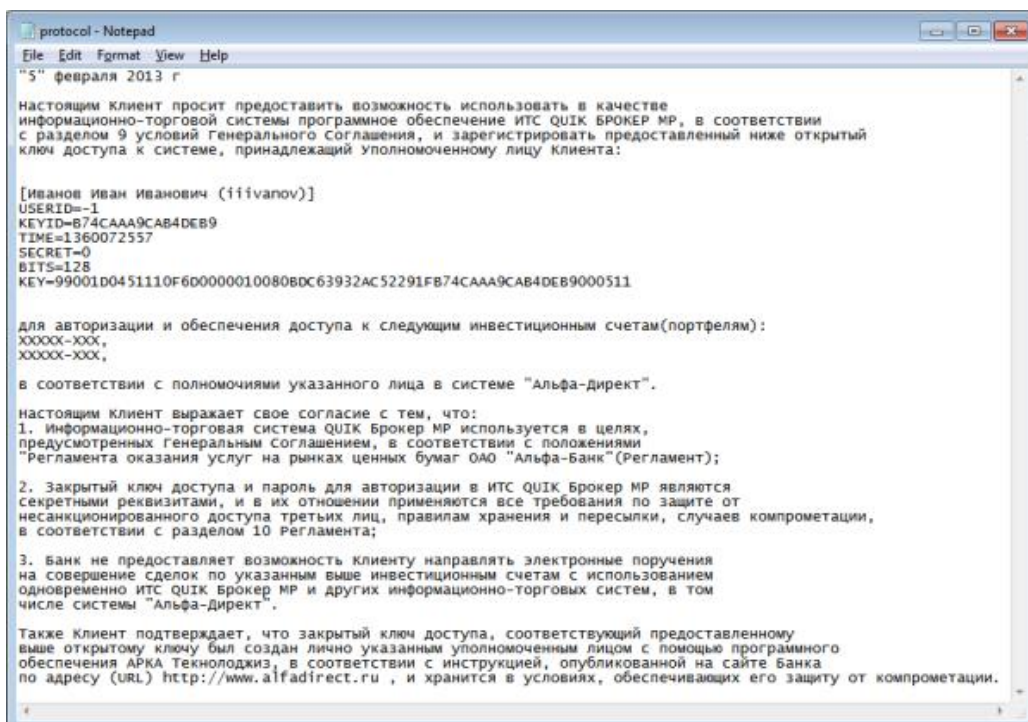 protocol - Notepad
File Edit Format View Help
"5" февраля 2013 г
Настоящим Клиент просит предоставить возможность использовать в качестве
информационно-торговой системы программное обеспечение ИТС QUIK БРОКЕР МР, в соответствии
с разделом 9 условий Генерального Соглашения, и зарегистрировать предоставленный ниже открытый
ключ доступа к системе, принадлежащий Уполномоченному лицу Клиента:
[Иванов Иван Иванович (iiivanov)]
USERID=-1
KEYID=B74CAAA9CAB4DEB9
TIME=1360072557
SECRET=0
BITS=128
KEY=99001D0451110F6D0000010080BDC63932AC52291FB74CAAA9CAB4DEB9000511
для авторизации и обеспечения доступа к следующим инвестиционным счетам(портфелям):
XXXXX-XXX,
XXXXX-XXX,
в соответствии с полномочиями указанного лица в системе "Альфа-Директ".
Настоящим Клиент выражает свое согласие с тем, что:
1. Информационно-торговая система QUIK Брокер МР используется в целях,
предусмотренных Генеральным Соглашением, в соответствии с положениями
"Регламента оказания услуг на рынках ценных бумаг ОАО "Альфа-Банк"(Регламент);
2. Закрытый ключ доступа и пароль для авторизации в ИТС QUIK Брокер МР являются
секретными реквизитами, и в их отношении применяются все требования по защите от
несанкционированного доступа третьих лиц, правилам хранения и пересылки, случаев компрометации,
в соответствии с разделом 10 Регламента;
3. Банк не предоставляет возможность Клиенту направлять электронные поручения
на совершение сделок по указанным выше инвестиционным счетам с использованием
одновременно ИТС QUIK Брокер МР и других информационно-торговых систем, в том
числе системы "Альфа-Директ".
Также Клиент подтверждает, что закрытый ключ доступа, соответствующий предоставленному
выше открытому ключу был создан лично указанным уполномоченным лицом с помощью программного
обеспечения АРКА Текнолоджиз, в соответствии с инструкцией, опубликованной на сайте Банка
по адресу (URL) http://www.alfadirect.ru , и хранится в условиях, обеспечивающих его защиту от компрометации.